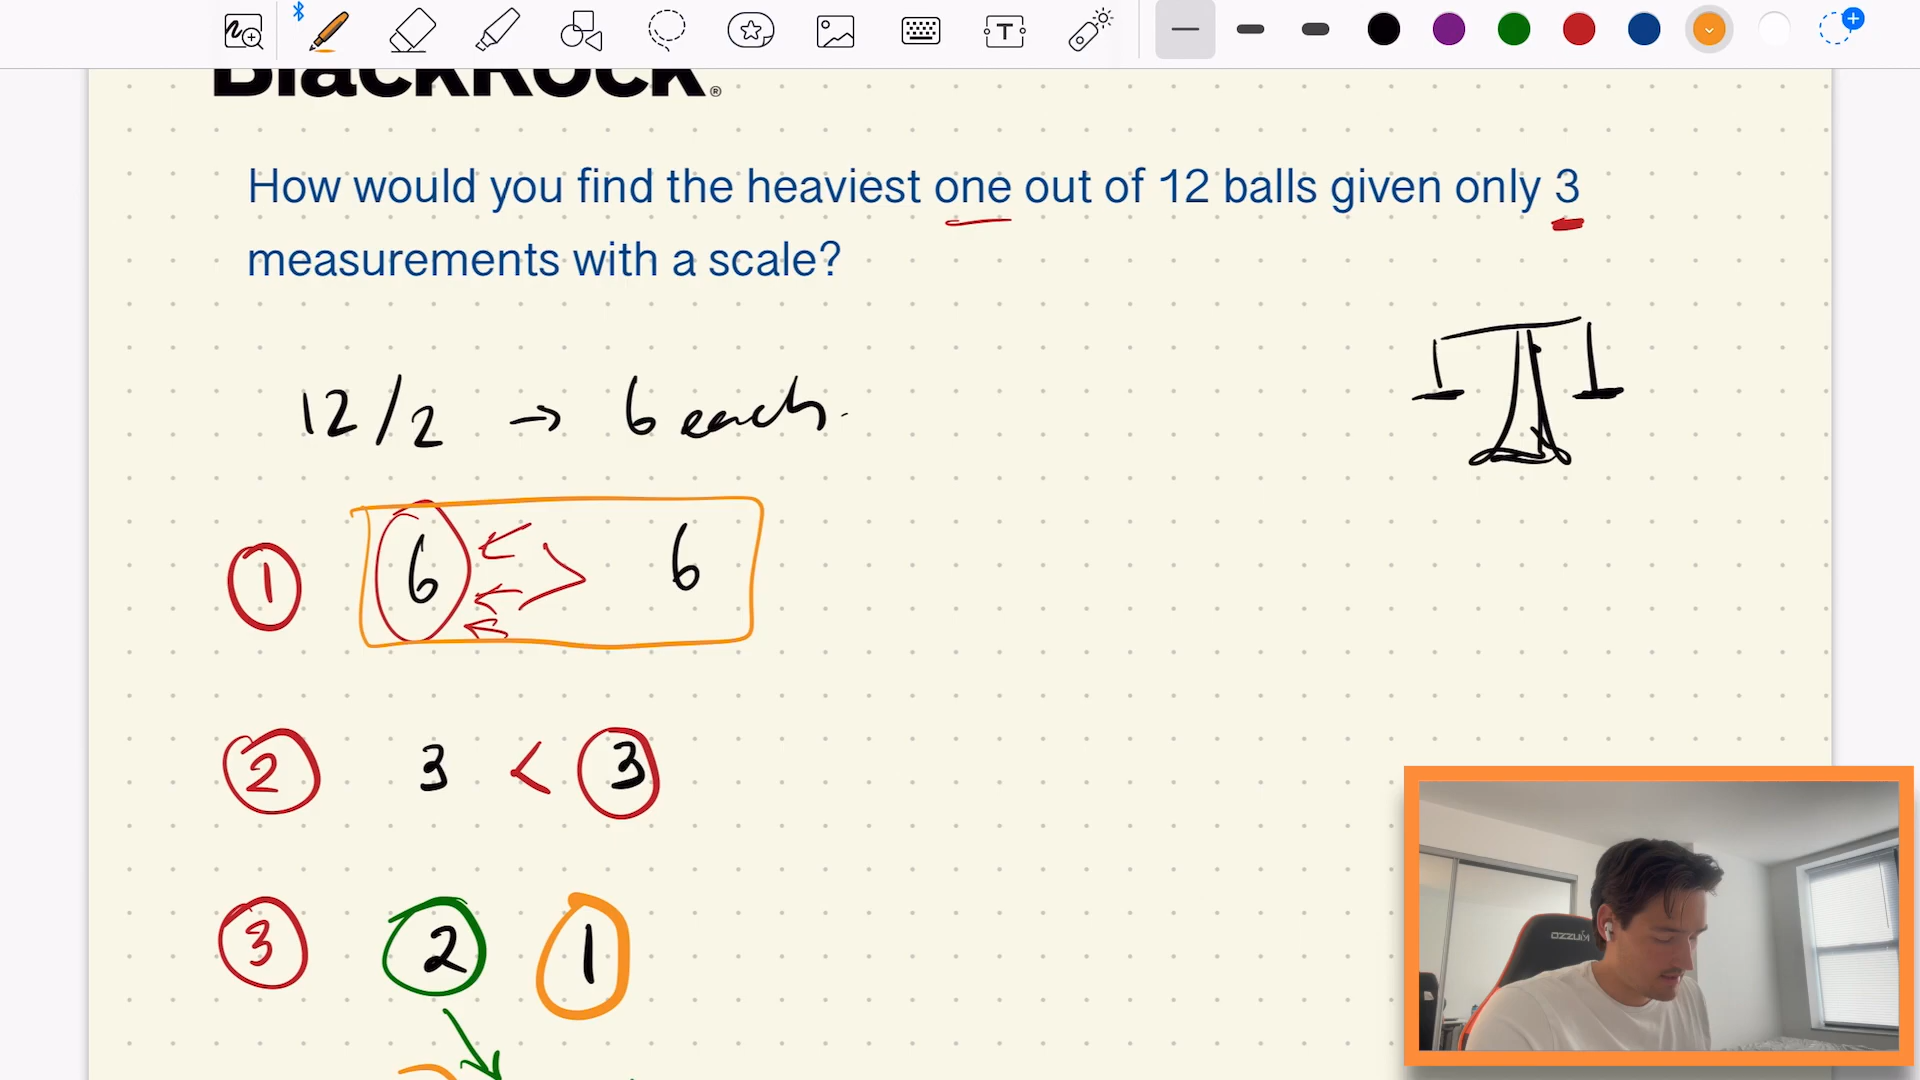 BlackRock®
How would you find the heaviest one out of 12 balls given only 3
measurements with a scale?
12/2 → 6 each.
1 6 > 6
2 3 < 3
3 2 1
OZZUM